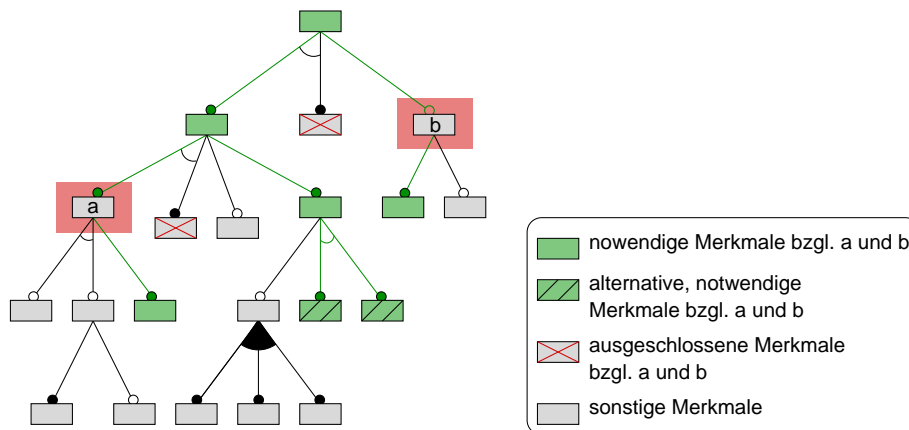 b
a
nowendige Merkmale bzgl. a und b
alternative, notwendige
Merkmale bzgl. a und b
ausgeschlossene Merkmale
bzgl. a und b
sonstige Merkmale